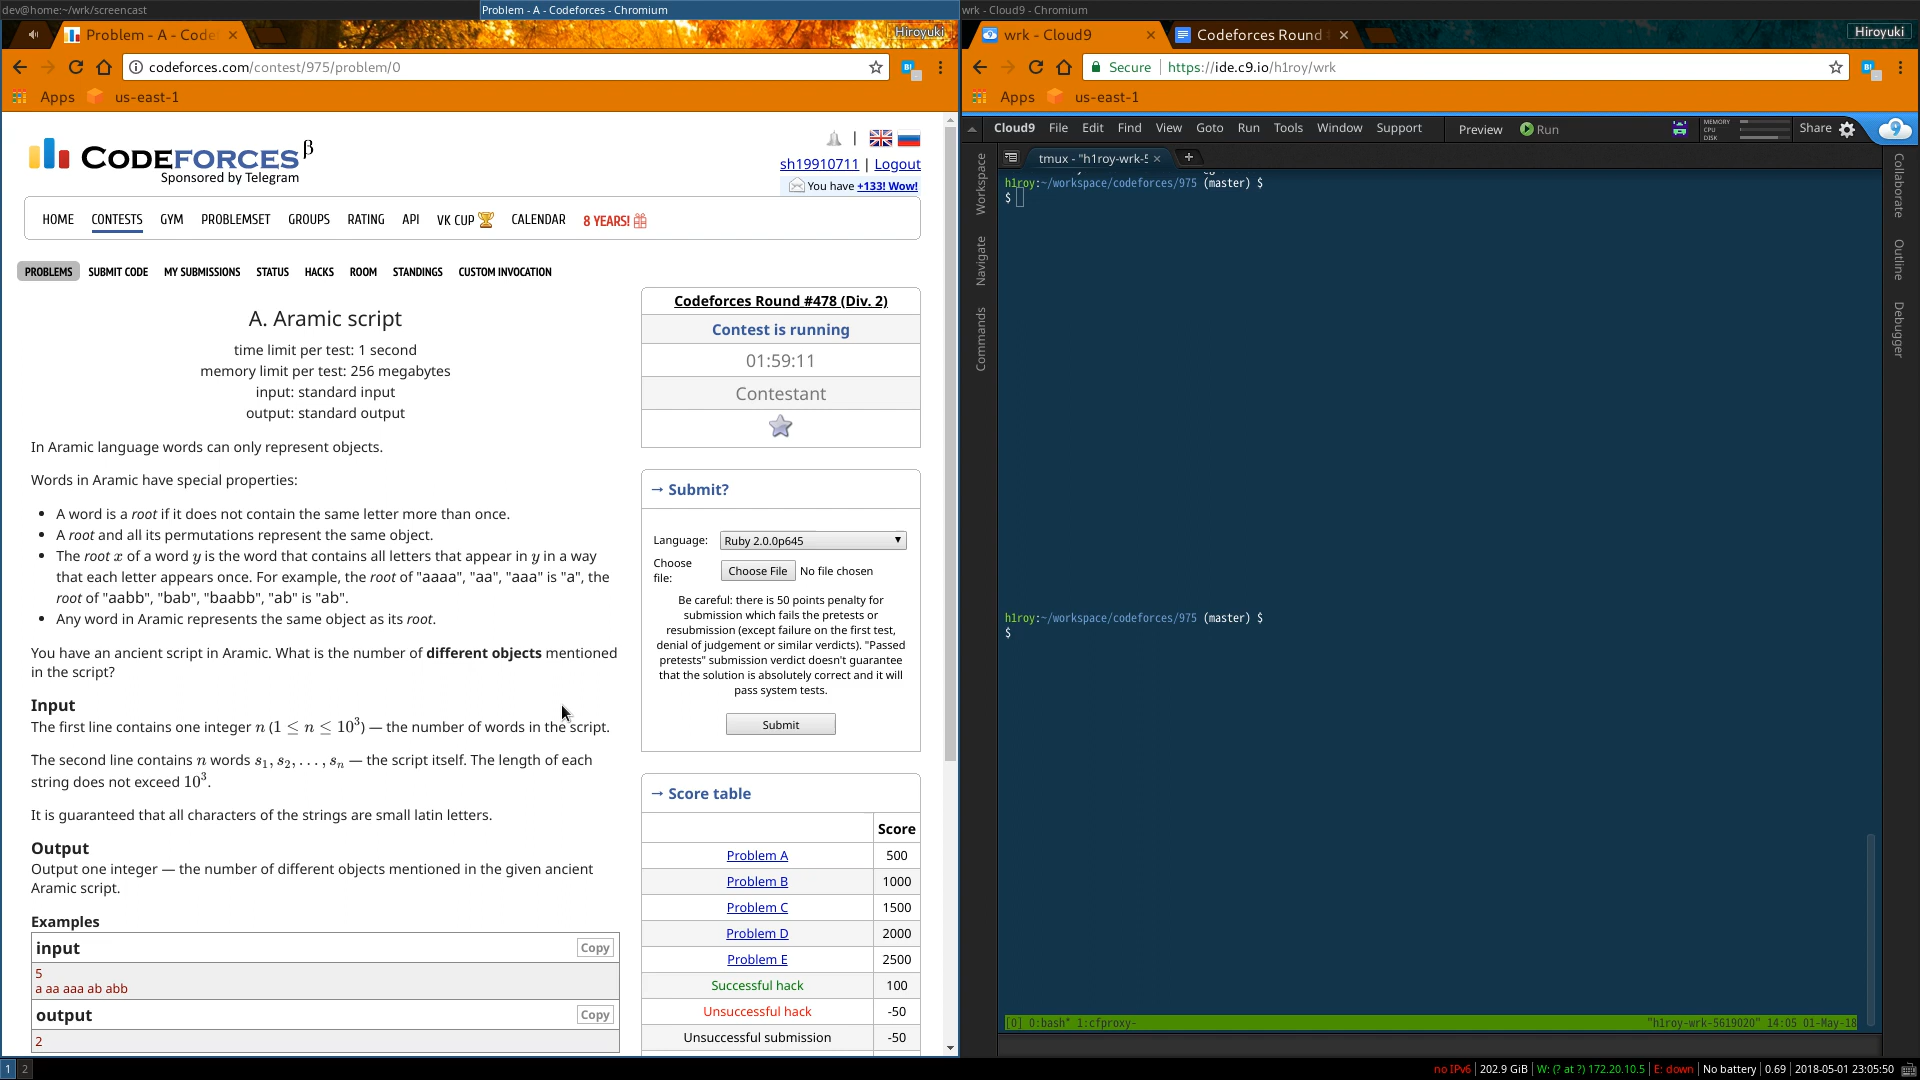 dev@home:~/wrk/screencast
Problem - A - Codeforces - Chromium
wrk - Cloud9 - Chromium
Problem - A - Codef
Hiroyuki
wrk - Cloud9
Codeforces Round
Hiroyuki
codeforces.com/contest/975/problem/0
Secure
https://ide.c9.io/h1roy/wrk
Apps
us-east-1
Apps
us-east-1
CODEFORCES β
Sponsored by Telegram
sh19910711 | Logout
You have +133! Wow!
HOME CONTESTS GYM PROBLEMSET GROUPS RATING API VK CUP CALENDAR 8 YEARS!
PROBLEMS SUBMIT CODE MY SUBMISSIONS STATUS HACKS ROOM STANDINGS CUSTOM INVOCATION
A. Aramic script
time limit per test: 1 second
memory limit per test: 256 megabytes
input: standard input
output: standard output
In Aramic language words can only represent objects.
Words in Aramic have special properties:
• A word is a root if it does not contain the same letter more than once.
• A root and all its permutations represent the same object.
• The root x of a word y is the word that contains all letters that appear in y in a way
that each letter appears once. For example, the root of "aaaa", "aa", "aaa" is "a", the
root of "aabb", "bab", "baabb", "ab" is "ab".
• Any word in Aramic represents the same object as its root.
You have an ancient script in Aramic. What is the number of different objects mentioned
in the script?
Input
The first line contains one integer n (1 ≤ n ≤ 10³) — the number of words in the script.
The second line contains n words s₁, s₂, . . . , sₙ — the script itself. The length of each
string does not exceed 10³.
It is guaranteed that all characters of the strings are small latin letters.
Output
Output one integer — the number of different objects mentioned in the given ancient
Aramic script.
Examples
input
Copy
5
a aa aaa ab abb
output
Copy
2
Codeforces Round #478 (Div. 2)
Contest is running
01:59:11
Contestant
→ Submit?
Language:
Ruby 2.0.0p645
Choose
file:
Choose File
No file chosen
Be careful: there is 50 points penalty for
submission which fails the pretests or
resubmission (except failure on the first test,
denial of judgement or similar verdicts). "Passed
pretests" submission verdict doesn't guarantee
that the solution is absolutely correct and it will
pass system tests.
Submit
→ Score table
Score
Problem A 500
Problem B 1000
Problem C 1500
Problem D 2000
Problem E 2500
Successful hack 100
Unsuccessful hack -50
Unsuccessful submission -50
Cloud9 File Edit Find View Goto Run Tools Window Support
Preview
Run
MEMORY
CPU
DISK
Share
Workspace
Navigate
Commands
Collaborate
Outline
Debugger
tmux - "h1roy-wrk-5
h1roy:~/workspace/codeforces/975 (master) $
$
h1roy:~/workspace/codeforces/975 (master) $
$
[0] 0:bash* 1:cfproxy-
"h1roy-wrk-5619020" 14:05 01-May-18
1
2
no IPv6 | 202.9 GiB | W: (? at ?) 172.20.10.5 | E: down | No battery | 0.69 | 2018-05-01 23:05:50